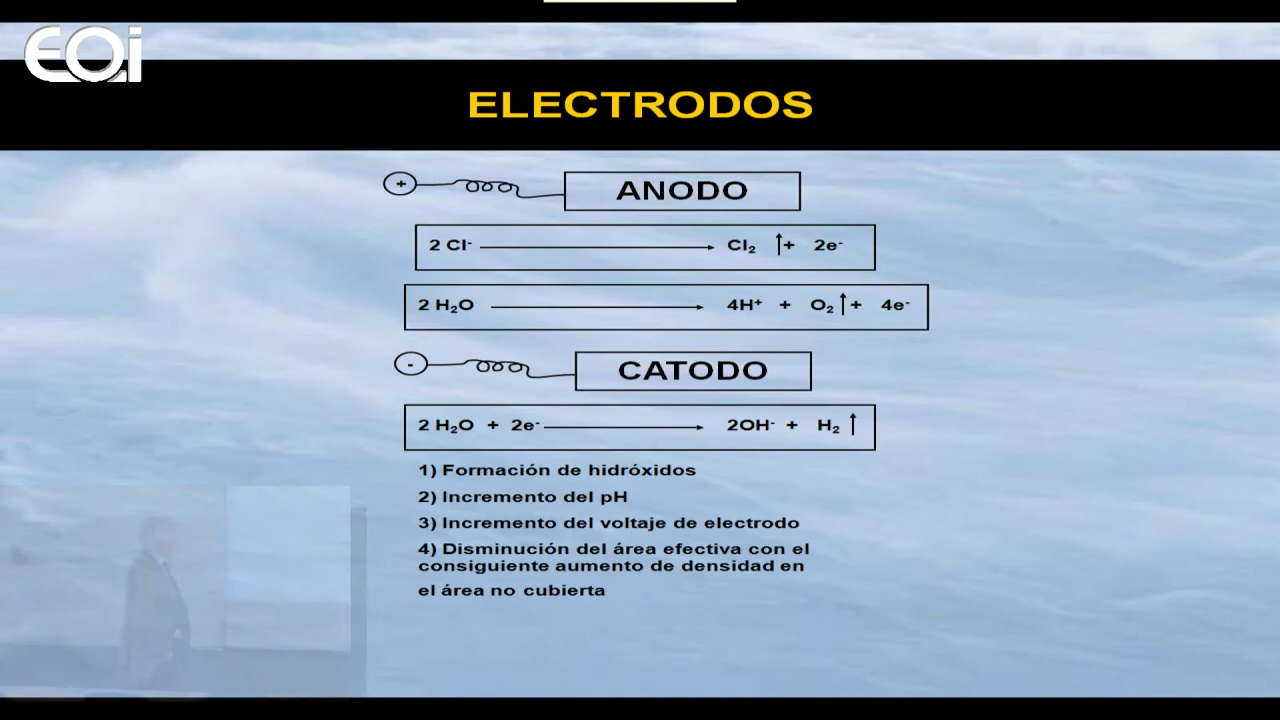 EOi
ELECTRODOS
+ ANODO
2 Cl⁻ → Cl₂ ↑ + 2e⁻
2 H₂O → 4H⁺ + O₂ ↑ + 4e⁻
- CATODO
2 H₂O + 2e⁻ → 2OH⁻ + H₂ ↑
1) Formación de hidróxidos
2) Incremento del pH
3) Incremento del voltaje de electrodo
4) Disminución del área efectiva con el
consiguiente aumento de densidad en
el área no cubierta